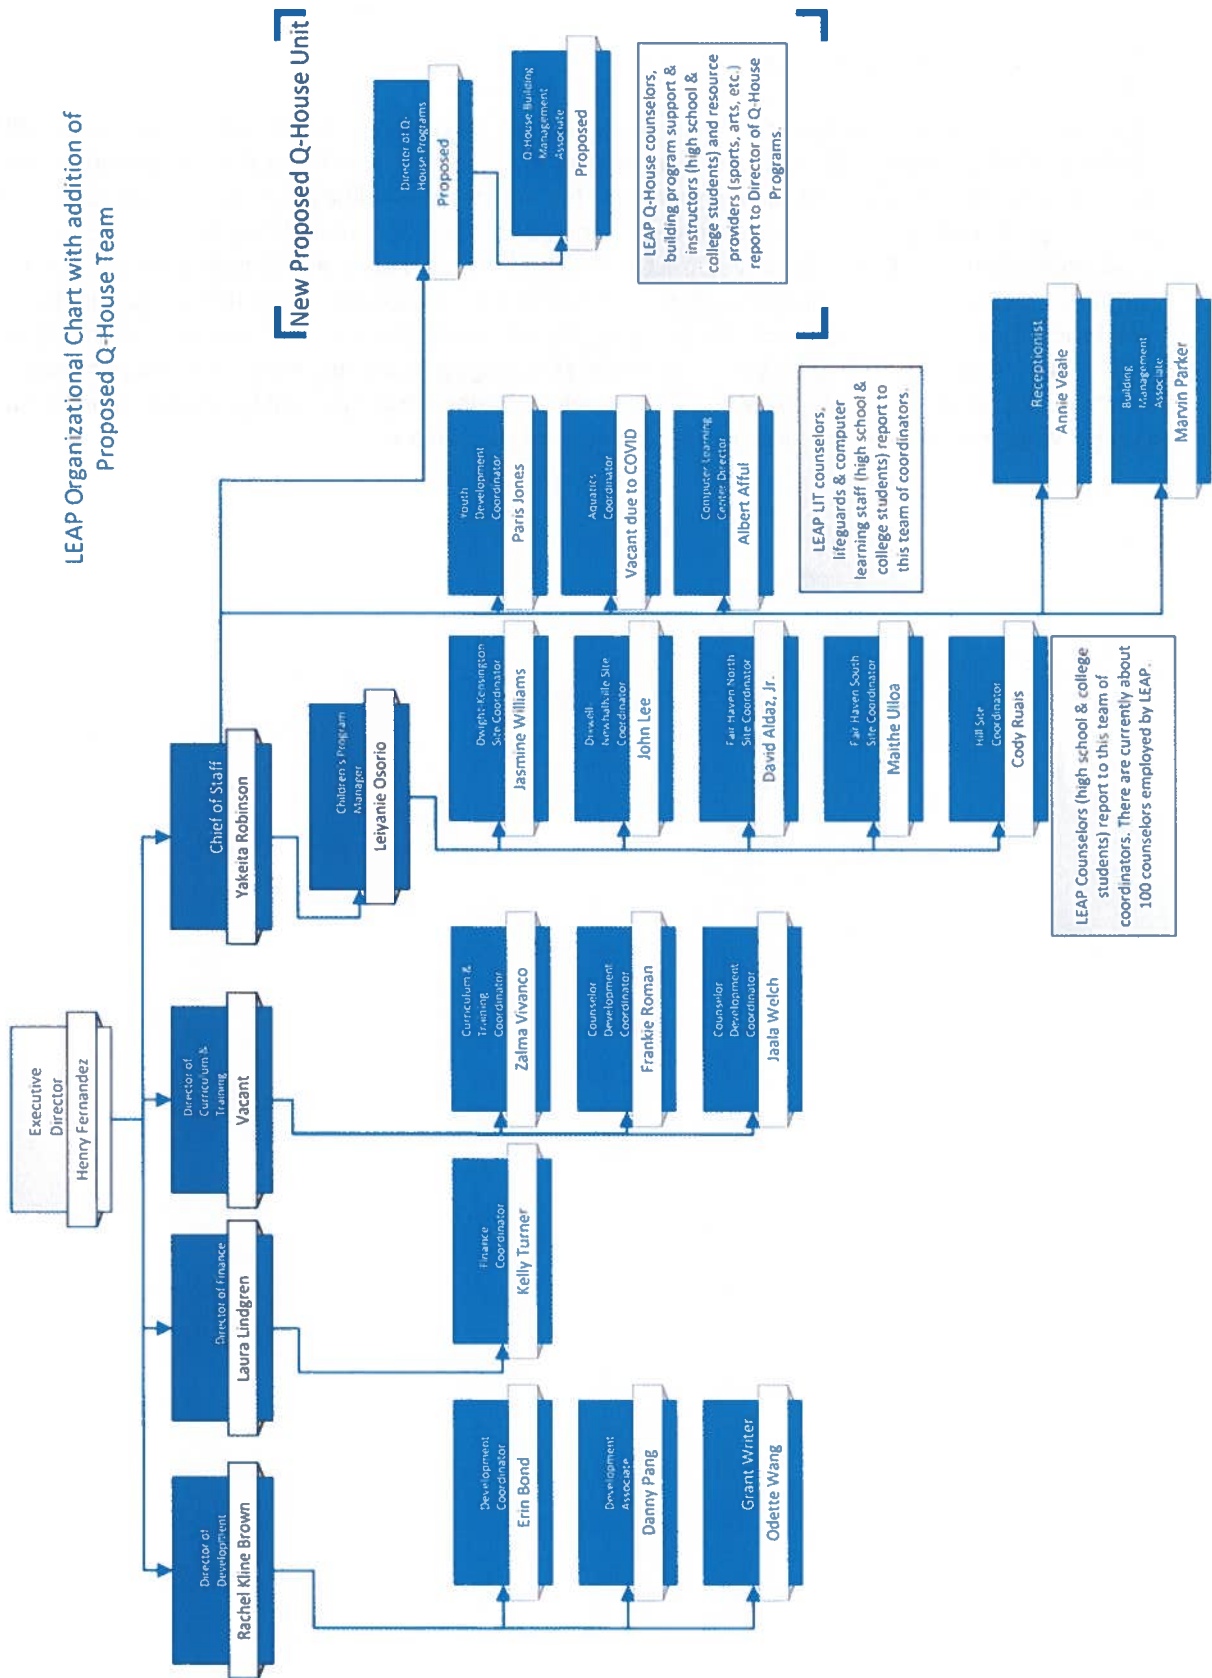 LEAP Organizational Chart with addition of
Proposed Q-House Team
Executive
Director
Henry Fernandez
Director of
Development
Rachel Kline Brown
Director of Finance
Laura Lindgren
Director of
Curriculum &
Training
Vacant
Chief of Staff
Yakeita Robinson
Children's Program
Manager
Leiyanie Osorio
Development
Coordinator
Erin Bond
Development
Associate
Danny Pang
Grant Writer
Odette Wang
Finance
Coordinator
Kelly Turner
Curriculum &
Training
Coordinator
Zalma Vivanco
Counselor
Development
Coordinator
Frankie Roman
Counselor
Development
Coordinator
Jaala Welch
Dwight-Kensington
Site Coordinator
Jasmine Williams
Dixwell
Newhallville Site
Coordinator
John Lee
Fair Haven North
Site Coordinator
David Aldaz, Jr.
Fair Haven South
Site Coordinator
Maithe Ulloa
Hill Site
Coordinator
Cody Ruais
LEAP Counselors (high school & college
students) report to this team of
coordinators. There are currently about
100 counselors employed by LEAP.
Youth
Development
Coordinator
Paris Jones
Aquatics
Coordinator
Vacant due to COVID
Computer Learning
Center Director
Albert Afful
LEAP LIT counselors,
lifeguards & computer
learning staff (high school &
college students) report to
this team of coordinators.
Receptionist
Annie Veale
Building
Management
Associate
Marvin Parker
New Proposed Q-House Unit
Director of Q-
House Programs
Proposed
Q-House Building
Management
Associate
Proposed
LEAP Q-House counselors,
building program support &
instructors (high school &
college students) and resource
providers (sports, arts, etc.)
report to Director of Q-House
Programs.